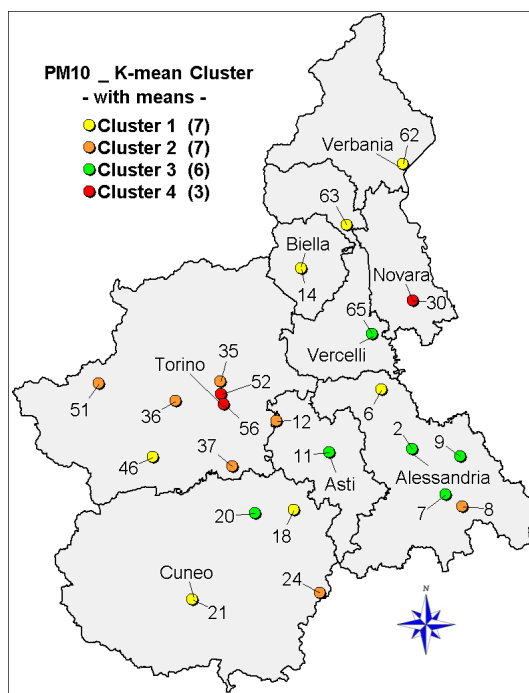 PM10 _ K-mean Cluster
- with means -
Cluster 1 (7)
Cluster 2 (7)
Cluster 3 (6)
Cluster 4 (3)
62
Verbania
63
Biella
14
Novara
30
65
Vercelli
35
52
Torino
51
36
56
12
6
2
9
37
46
11
Asti
Alessandria
7
8
20
18
24
Cuneo
21
N